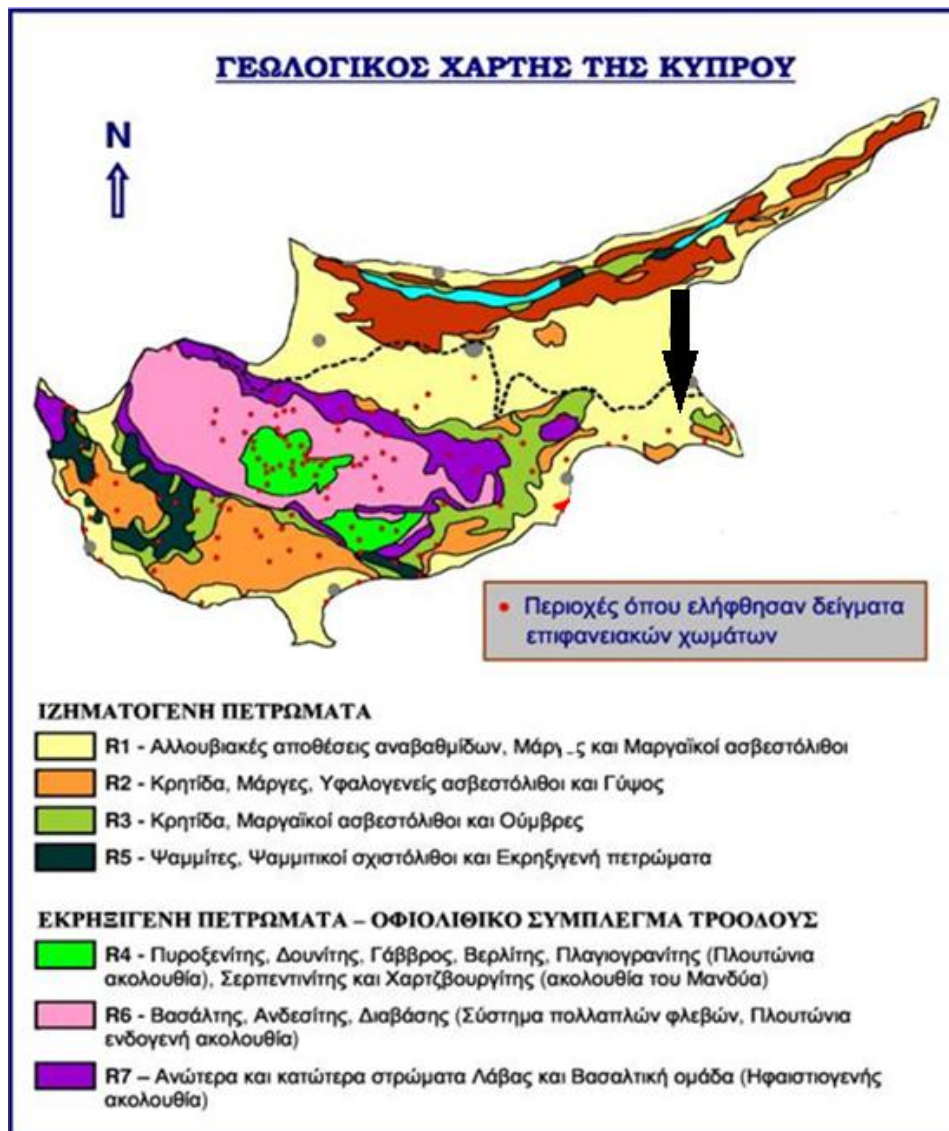 ΓΕΩΛΟΓΙΚΟΣ ΧΑΡΤΗΣ ΤΗΣ ΚΥΠΡΟΥ
N
Περιοχές όπου ελήφθησαν δείγματα
επιφανειακών χωμάτων
ΙΖΗΜΑΤΟΓΕΝΗ ΠΕΤΡΩΜΑΤΑ
R1 - Αλλουβιακές αποθέσεις αναβαθμίδων, και Μαργαϊκοί ασβεστόλιθοι
R2 - Κρητίδα, Μάργες, Υφαλογενείς ασβεστόλιθοι και Γύψος
R3 - Κρητίδα, Μαργαϊκοί ασβεστόλιθοι και Ούμβρες
R5 - Ψαμμίτες, Ψαμμιτικοί σχιστόλιθοι και Εκρηξιγενή πετρώματα
ΕΚΡΗΞΙΓΕΝΗ ΠΕΤΡΩΜΑΤΑ – ΟΦΙΟΛΙΘΙΚΟ ΣΥΜΠΛΕΓΜΑ ΤΡΟΟΔΟΥΣ
R4 - Πυροξενίτης, Δουνίτης, Γάββρος, Βερλίτης, Πλαγιογρανίτης (Πλουτώνια
ακολουθία), Σερπεντινίτης και Χαρτζβουργίτης (ακολουθία του Μανδύα)
R6 - Βασάλτης, Ανδεσίτης, Διαβάσης (Σύστημα πολλαπλών φλεβών, Πλουτώνια
ενδογενή ακολουθία)
R7 – Ανώτερα και κατώτερα στρώματα Λάβας και Βασαλτική ομάδα (Ηφαιστιογενής
ακολουθία)